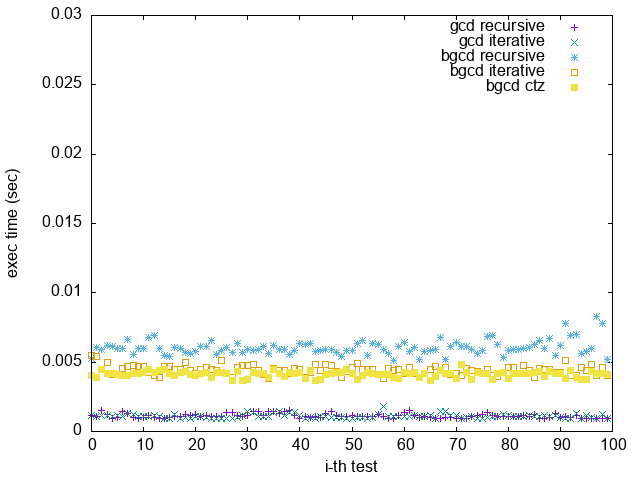 0.03
0.025
0.02
0.015
0.01
0.005
0
exec time (sec)
gcd recursive
gcd iterative
bgcd recursive
bgcd iterative
bgcd ctz
0 10 20 30 40 50 60 70 80 90 100
i-th test